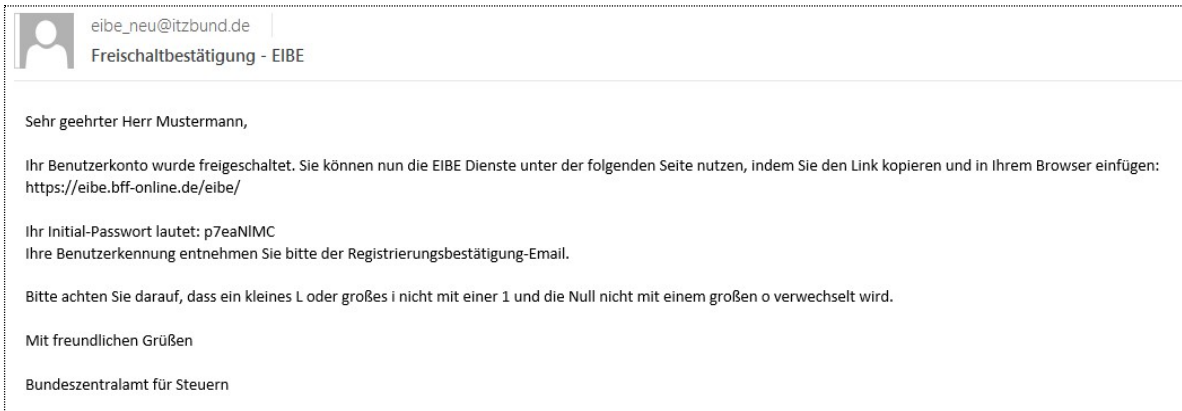 eibe_neu@itzbund.de
Freischaltbestätigung - EIBE
Sehr geehrter Herr Mustermann,
Ihr Benutzerkonto wurde freigeschaltet. Sie können nun die EIBE Dienste unter der folgenden Seite nutzen, indem Sie den Link kopieren und in Ihrem Browser einfügen:
https://eibe.bff-online.de/eibe/
Ihr Initial-Passwort lautet: p7eaNlMC
Ihre Benutzerkennung entnehmen Sie bitte der Registrierungsbestätigung-Email.
Bitte achten Sie darauf, dass ein kleines L oder großes i nicht mit einer 1 und die Null nicht mit einem großen o verwechselt wird.
Mit freundlichen Grüßen
Bundeszentralamt für Steuern